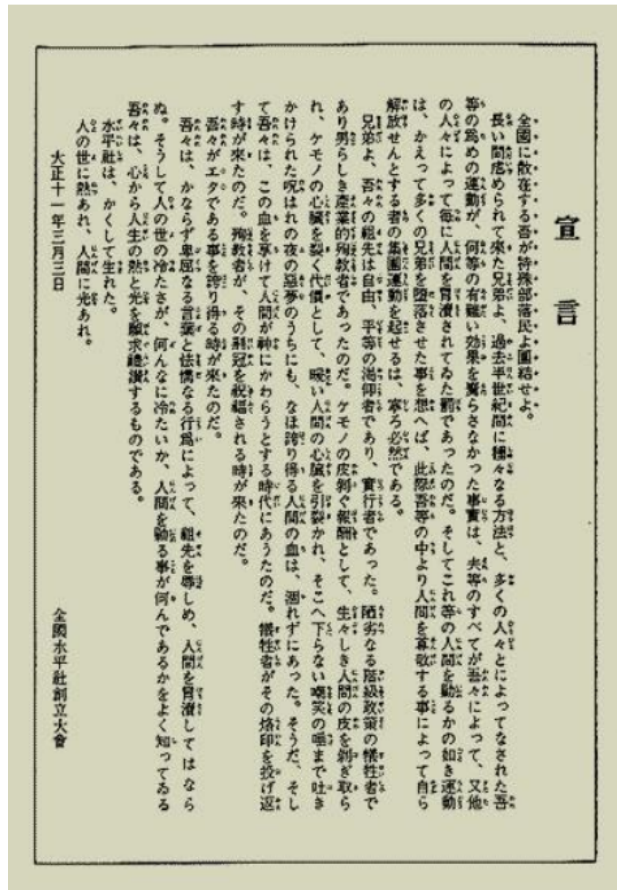 宣言
全國に散在する吾が特殊部落民よ團結せよ。
長い間虐められて來た兄弟よ、過去半世紀間に種々なる方法と、多くの人々とによってなされた吾
等の爲めの運動が、何等の有難い効果を齎らさなかった事實は、夫等のすべてが吾々によって、又他
の人々によって毎に人間を冒瀆されてゐた罰であったのだ。そしてこれ等の人間を勦るかの如き運動
は、かえって多くの兄弟を墮落させた事を想へば、此際吾等の中より人間を尊敬する事によって自ら
解放せんとする者の集團運動を起せるは、寧ろ必然である。
兄弟よ、吾々の祖先は自由、平等の渇仰者であり、實行者であった。陋劣なる階級政策の犠牲者で
あり男らしき產業的殉敎者であったのだ。ケモノの皮剝ぐ報酬として、生々しき人間の皮を剝ぎ取ら
れ、ケモノの心臟を裂く代償として、暖い人間の心臟を引裂かれ、そこへ下らない嘲笑の唾まで吐き
かけられた呪はれの夜の惡夢のうちにも、なほ誇り得る人間の血は、涸れずにあった。そうだ、そし
て吾々は、この血を享けて人間が神にかわらうとする時代にあうたのだ。犠牲者がその烙印を投げ返
す時が來たのだ。殉敎者が、その荊冠を祝福される時が來たのだ。
吾々がエタである事を誇り得る時が來たのだ。
吾々は、かならず卑屈なる言葉と怯懦なる行爲によって、祖先を辱しめ、人間を冒瀆してはなら
ぬ。そうして人の世の冷たさが、何んなに冷たいか、人間を勦る事が何んであるかをよく知ってゐる
吾々は、心から人生の熱と光を願求禮讃するものである。
水平社は、かくして生れた。
人の世に熱あれ、人間に光あれ。
大正十一年三月三日
全國水平社創立大會